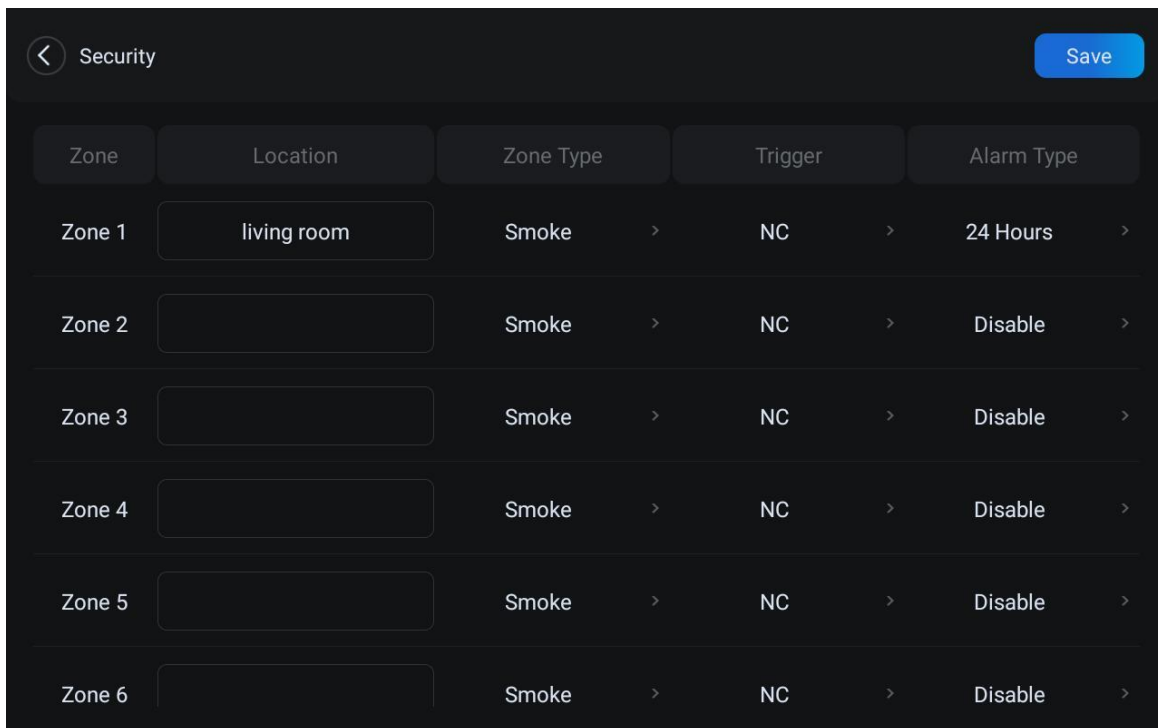 Security Save
Zone Location Zone Type Trigger Alarm Type
Zone 1 living room Smoke NC 24 Hours
Zone 2 Smoke NC Disable
Zone 3 Smoke NC Disable
Zone 4 Smoke NC Disable
Zone 5 Smoke NC Disable
Zone 6 Smoke NC Disable